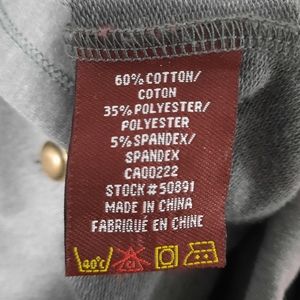 60% COTTON/
COTON
35% POLYESTER/
POLYESTER
5% SPANDEX/
SPANDEX
CA00222
STOCK #50891
MADE IN CHINA
FABRIQUÉ EN CHINE
40°C CL